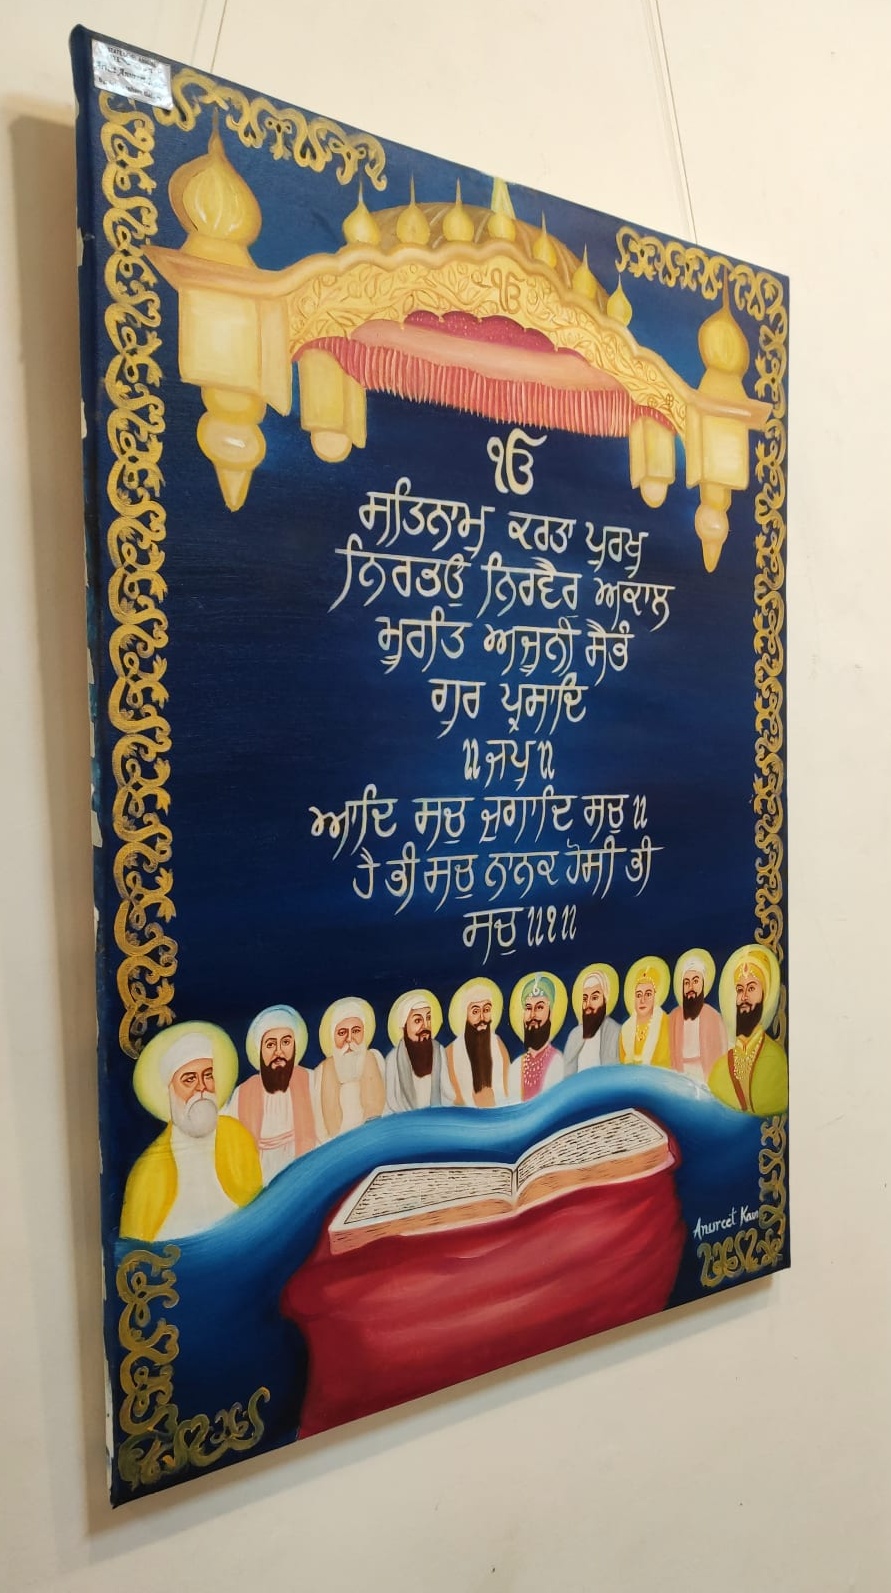 ੴ
ੴ
ਸਤਿਨਾਮੁ ਕਰਤਾ ਪੁਰਖੁ
ਨਿਰਭਉ ਨਿਰਵੈਰੁ ਅਕਾਲ
ਮੂਰਤਿ ਅਜੂਨੀ ਸੈਭੰ
ਗੁਰ ਪ੍ਰਸਾਦਿ
॥ ਜਪੁ ॥
ਆਦਿ ਸਚੁ ਜੁਗਾਦਿ ਸਚੁ ॥
ਹੈ ਭੀ ਸਚੁ ਨਾਨਕ ਹੋਸੀ ਭੀ
ਸਚੁ ॥੧॥
Anureet Kaur